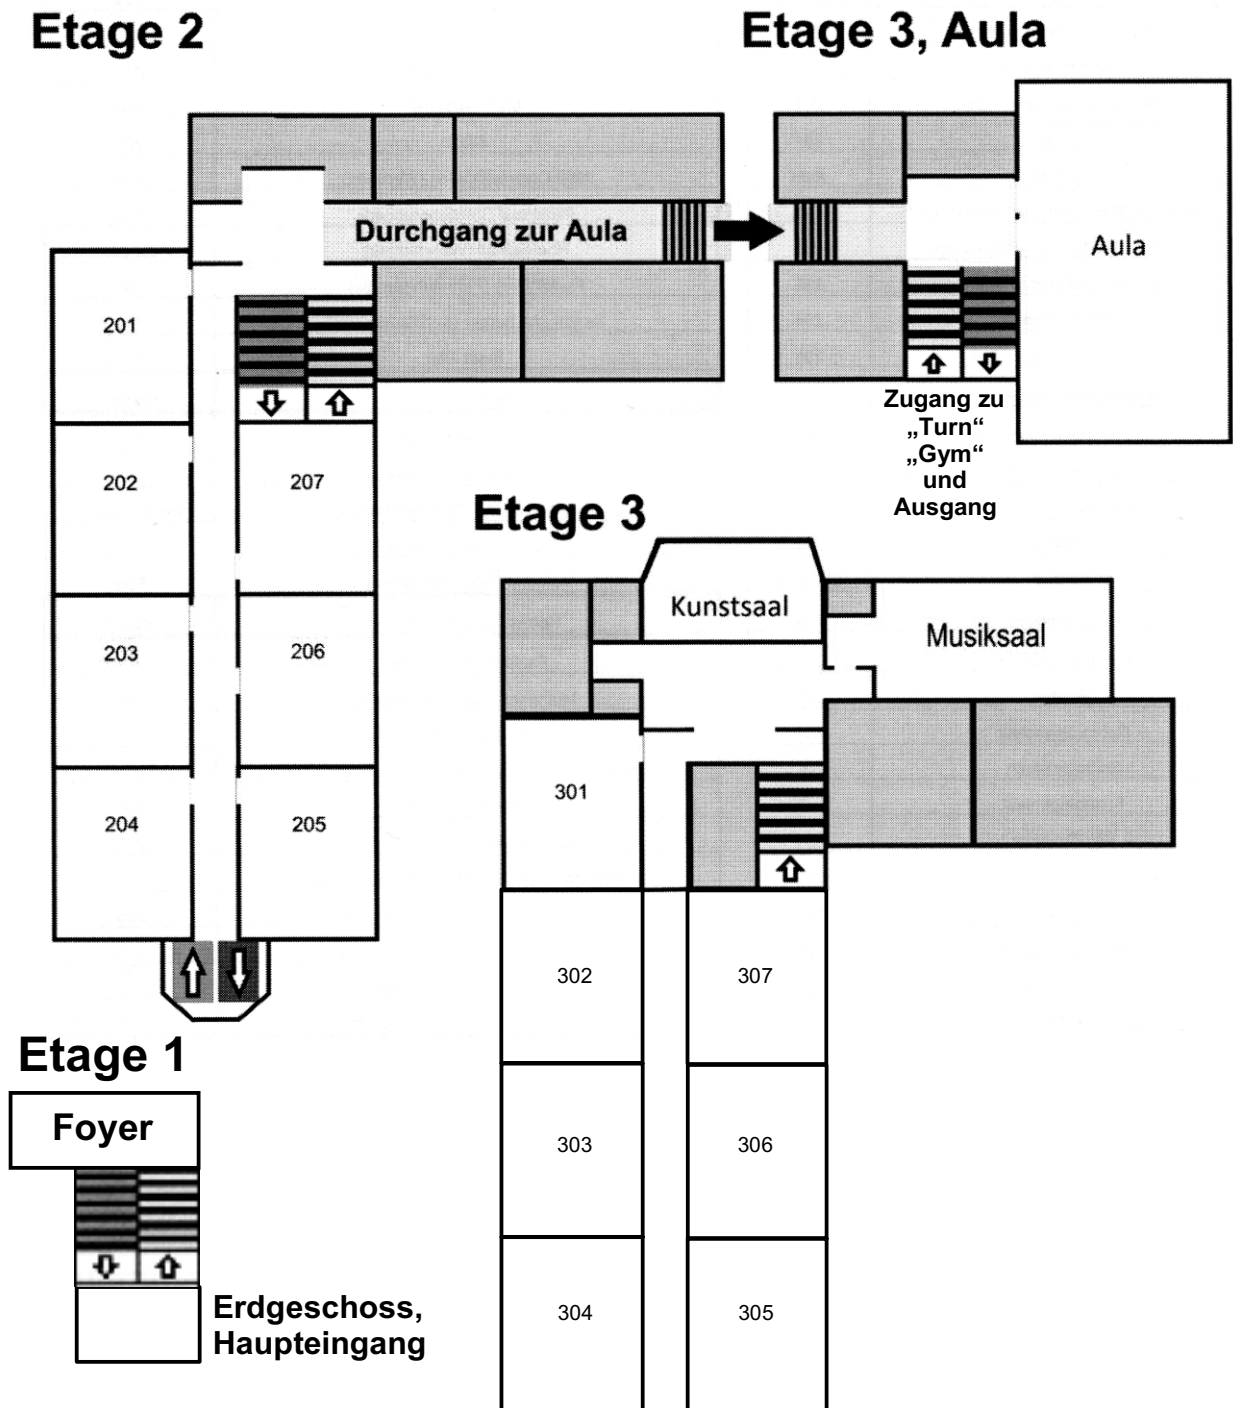 Etage 2
Etage 3, Aula
Durchgang zur Aula
Aula
201
202
207
203
206
204
205
Zugang zu
„Turn“
„Gym“
und
Ausgang
Etage 3
Kunstsaal
Musiksaal
301
302
307
303
306
304
305
Etage 1
Foyer
Erdgeschoss,
Haupteingang